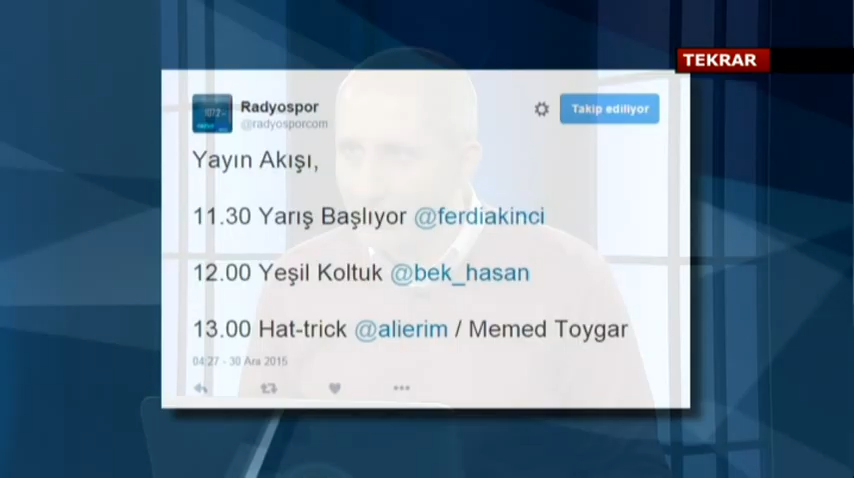 TEKRAR
Radyospor
@radyosporcom
Takip ediliyor
Yayın Akışı,
11.30 Yarış Başlıyor @ferdiakinci
12.00 Yeşil Koltuk @bek_hasan
13.00 Hat-trick @alierim / Memed Toygar
04:27 - 30 Ara 2015